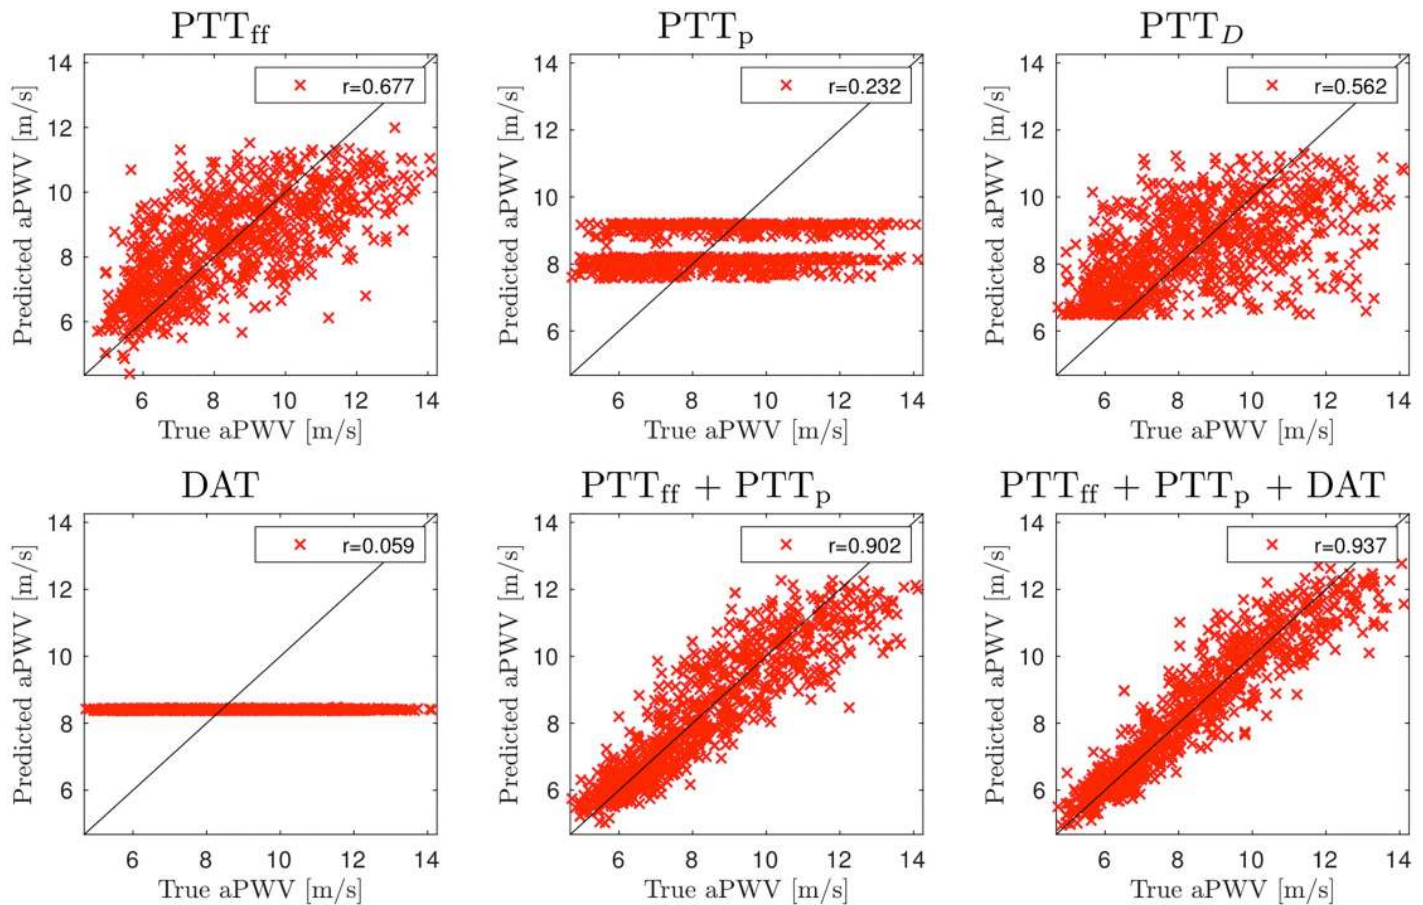 PTTff PTTp PTTD
14
12
10
8
6
6 8 10 12 14
Predicted aPWV [m/s]
True aPWV [m/s]
r=0.677
14
12
10
8
6
6 8 10 12 14
Predicted aPWV [m/s]
True aPWV [m/s]
r=0.232
14
12
10
8
6
6 8 10 12 14
Predicted aPWV [m/s]
True aPWV [m/s]
r=0.562
DAT PTTff + PTTp PTTff + PTTp + DAT
14
12
10
8
6
6 8 10 12 14
Predicted aPWV [m/s]
True aPWV [m/s]
r=0.059
14
12
10
8
6
6 8 10 12 14
Predicted aPWV [m/s]
True aPWV [m/s]
r=0.902
14
12
10
8
6
6 8 10 12 14
Predicted aPWV [m/s]
True aPWV [m/s]
r=0.937